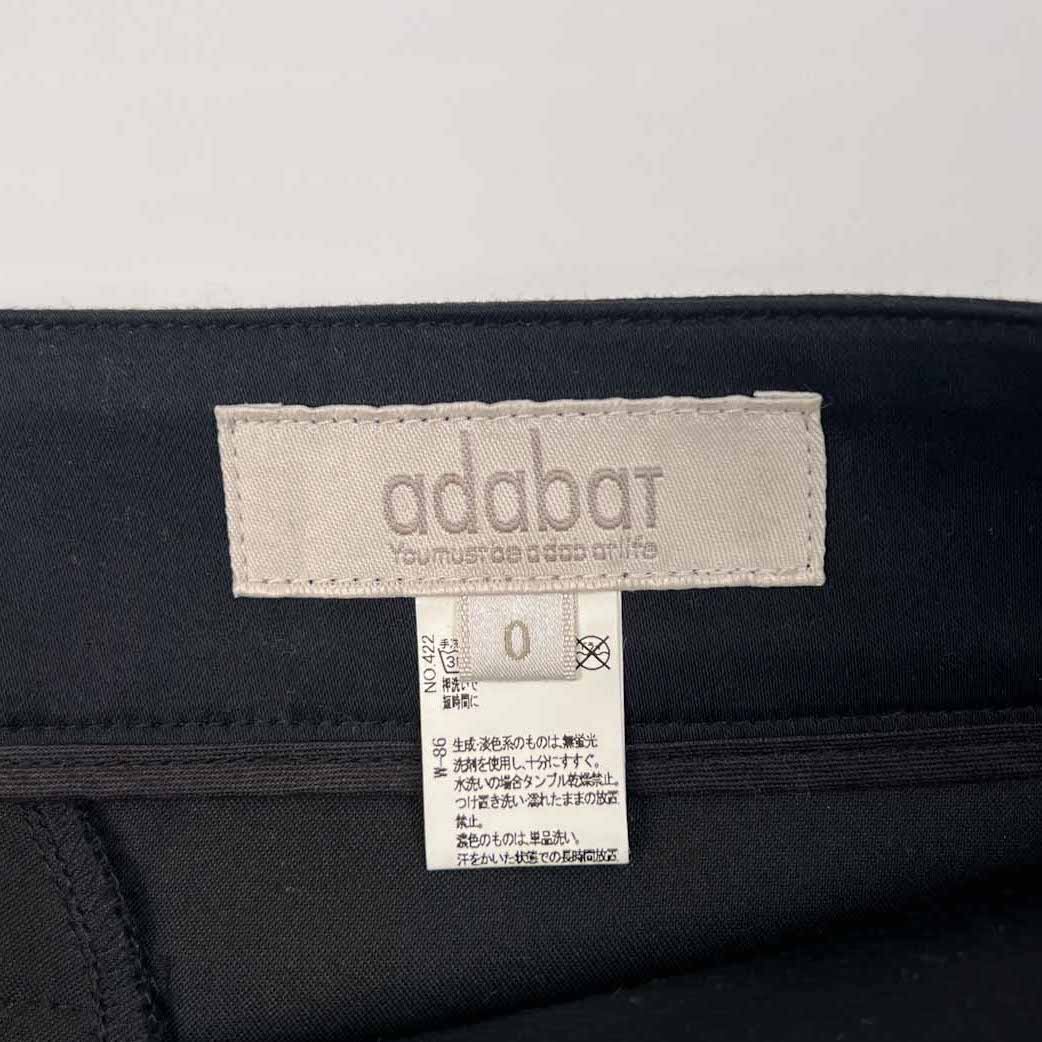 adabat
You must be adabat life
0
NO.422
手洗
押洗いで
短時間に
W-86
生成・淡色系のものは、無蛍光
洗剤を使用し、十分にすすぐ。
水洗いの場合タンブル乾燥禁止。
つけ置き洗い・濡れたままの放置
禁止。
濃色のものは、単品洗い。
汗をかいた状態での長時間放置